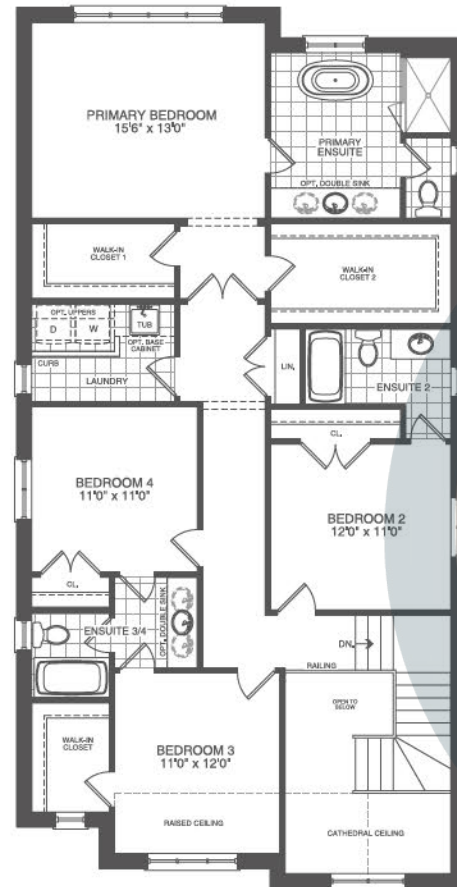 PRIMARY BEDROOM
15'6" x 13'0"
PRIMARY
ENSUITE
OPT. DOUBLE SINK
WALK-IN
CLOSET 1
WALK-IN
CLOSET 2
OPT. UPPERS
D
W
TUB
OPT. BASE
CABINET
CURB
LAUNDRY
LIN.
ENSUITE 2
CL.
BEDROOM 4
11'0" x 11'0"
BEDROOM 2
12'0" x 11'0"
CL.
ENSUITE 3/4
OPT. DOUBLE SINK
DN.
RAILING
OPEN TO
BELOW
WALK-IN
CLOSET
BEDROOM 3
11'0" x 12'0"
RAISED CEILING
CATHEDRAL CEILING